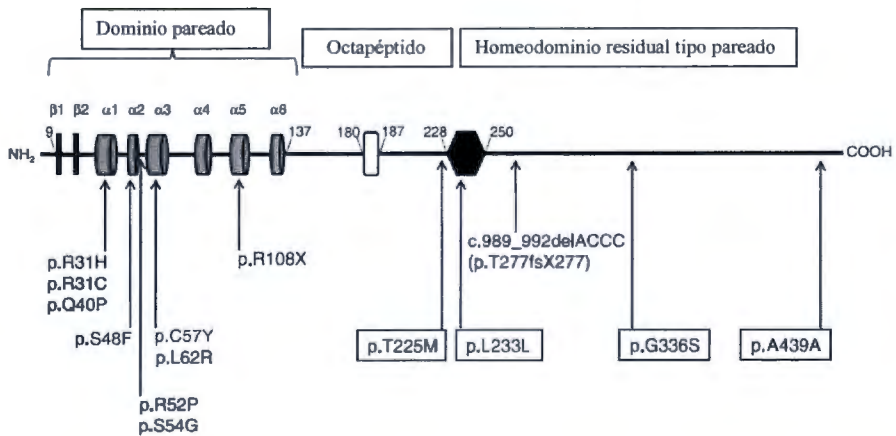 Dominio pareado
Octapéptido
Homeodominio residual tipo pareado
β1 β2 α1 α2 α3 α4 α5 α6
9 137 180 187 228 250
NH₂ COOH
p.R31H
p.R31C
p.Q40P
p.S48F
p.C57Y
p.L62R
p.R52P
p.S54G
p.R108X
c.989_992delACCC
(p.T277fsX277)
p.T225M
p.L233L
p.G336S
p.A439A